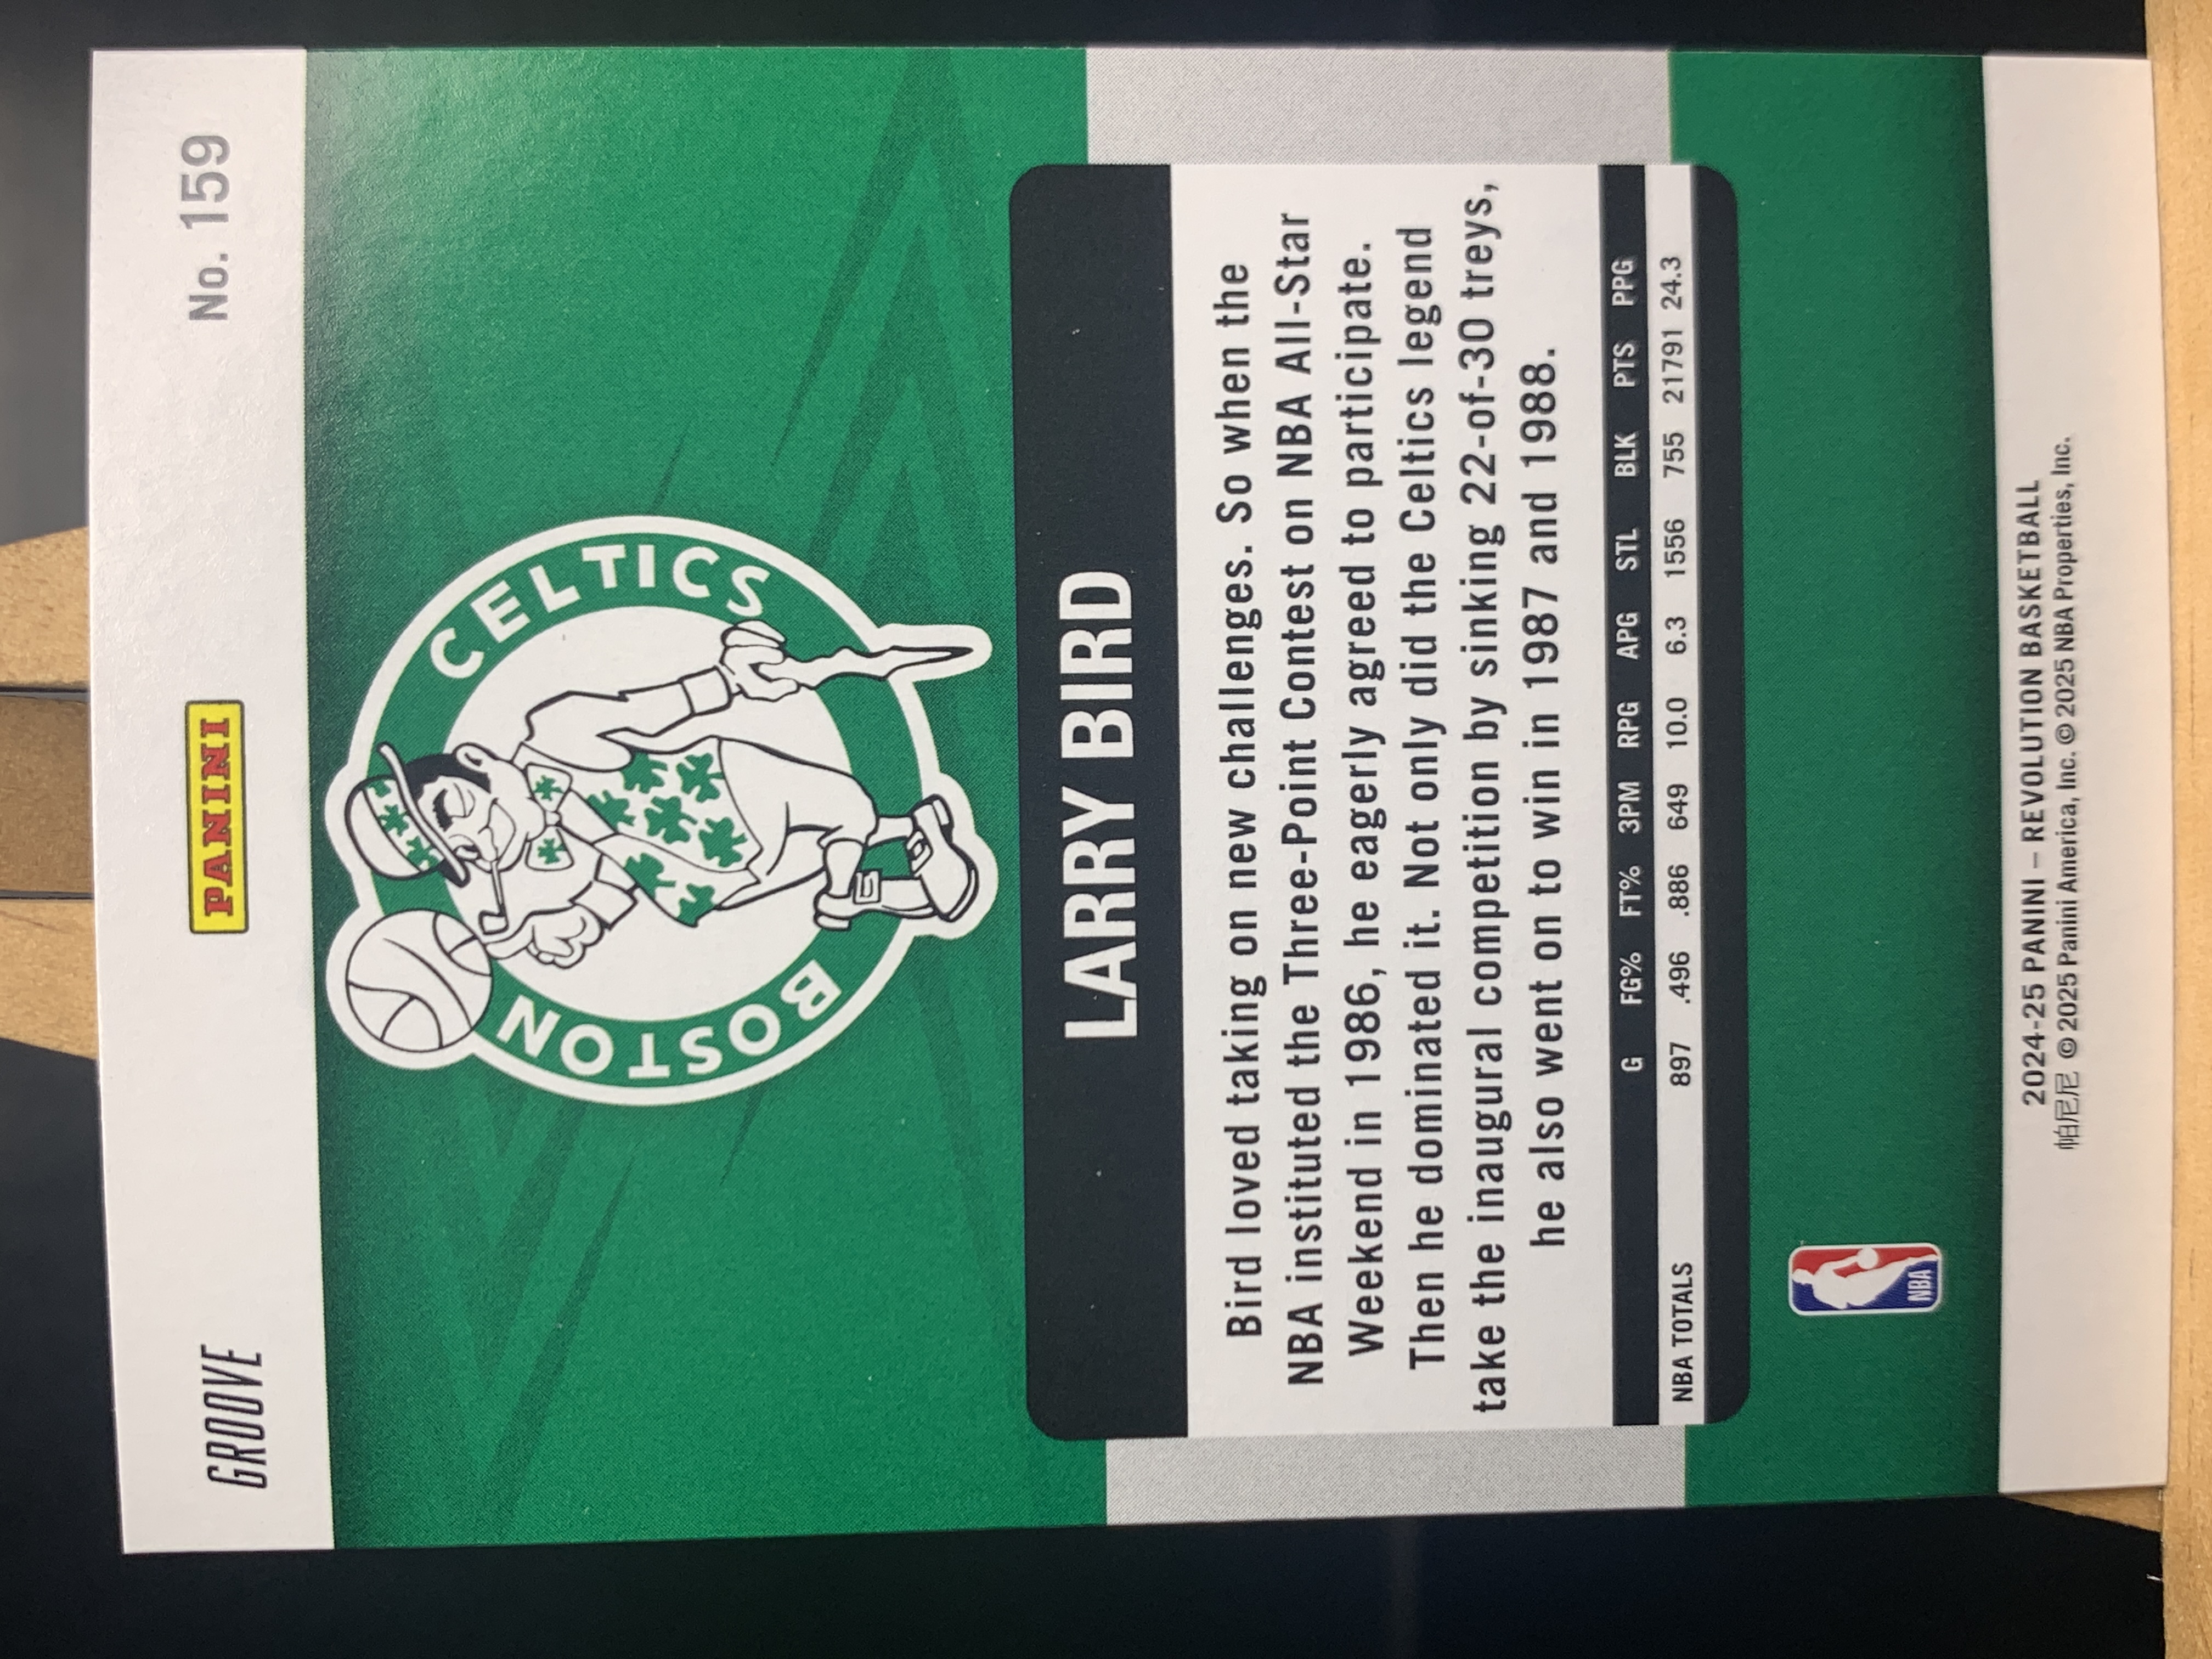 GROOVE PANINI No. 159
BOSTON CELTICS
LARRY BIRD
Bird loved taking on new challenges. So when the
NBA instituted the Three-Point Contest on NBA All-Star
Weekend in 1986, he eagerly agreed to participate.
Then he dominated it. Not only did the Celtics legend
take the inaugural competition by sinking 22-of-30 treys,
he also went on to win in 1987 and 1988.
G FG% FT% 3PM RPG APG STL BLK PTS PPG
NBA TOTALS 897 .496 .886 649 10.0 6.3 1556 755 21791 24.3
NBA
2024-25 PANINI – REVOLUTION BASKETBALL
帕尼尼 © 2025 Panini America, Inc. © 2025 NBA Properties, Inc.